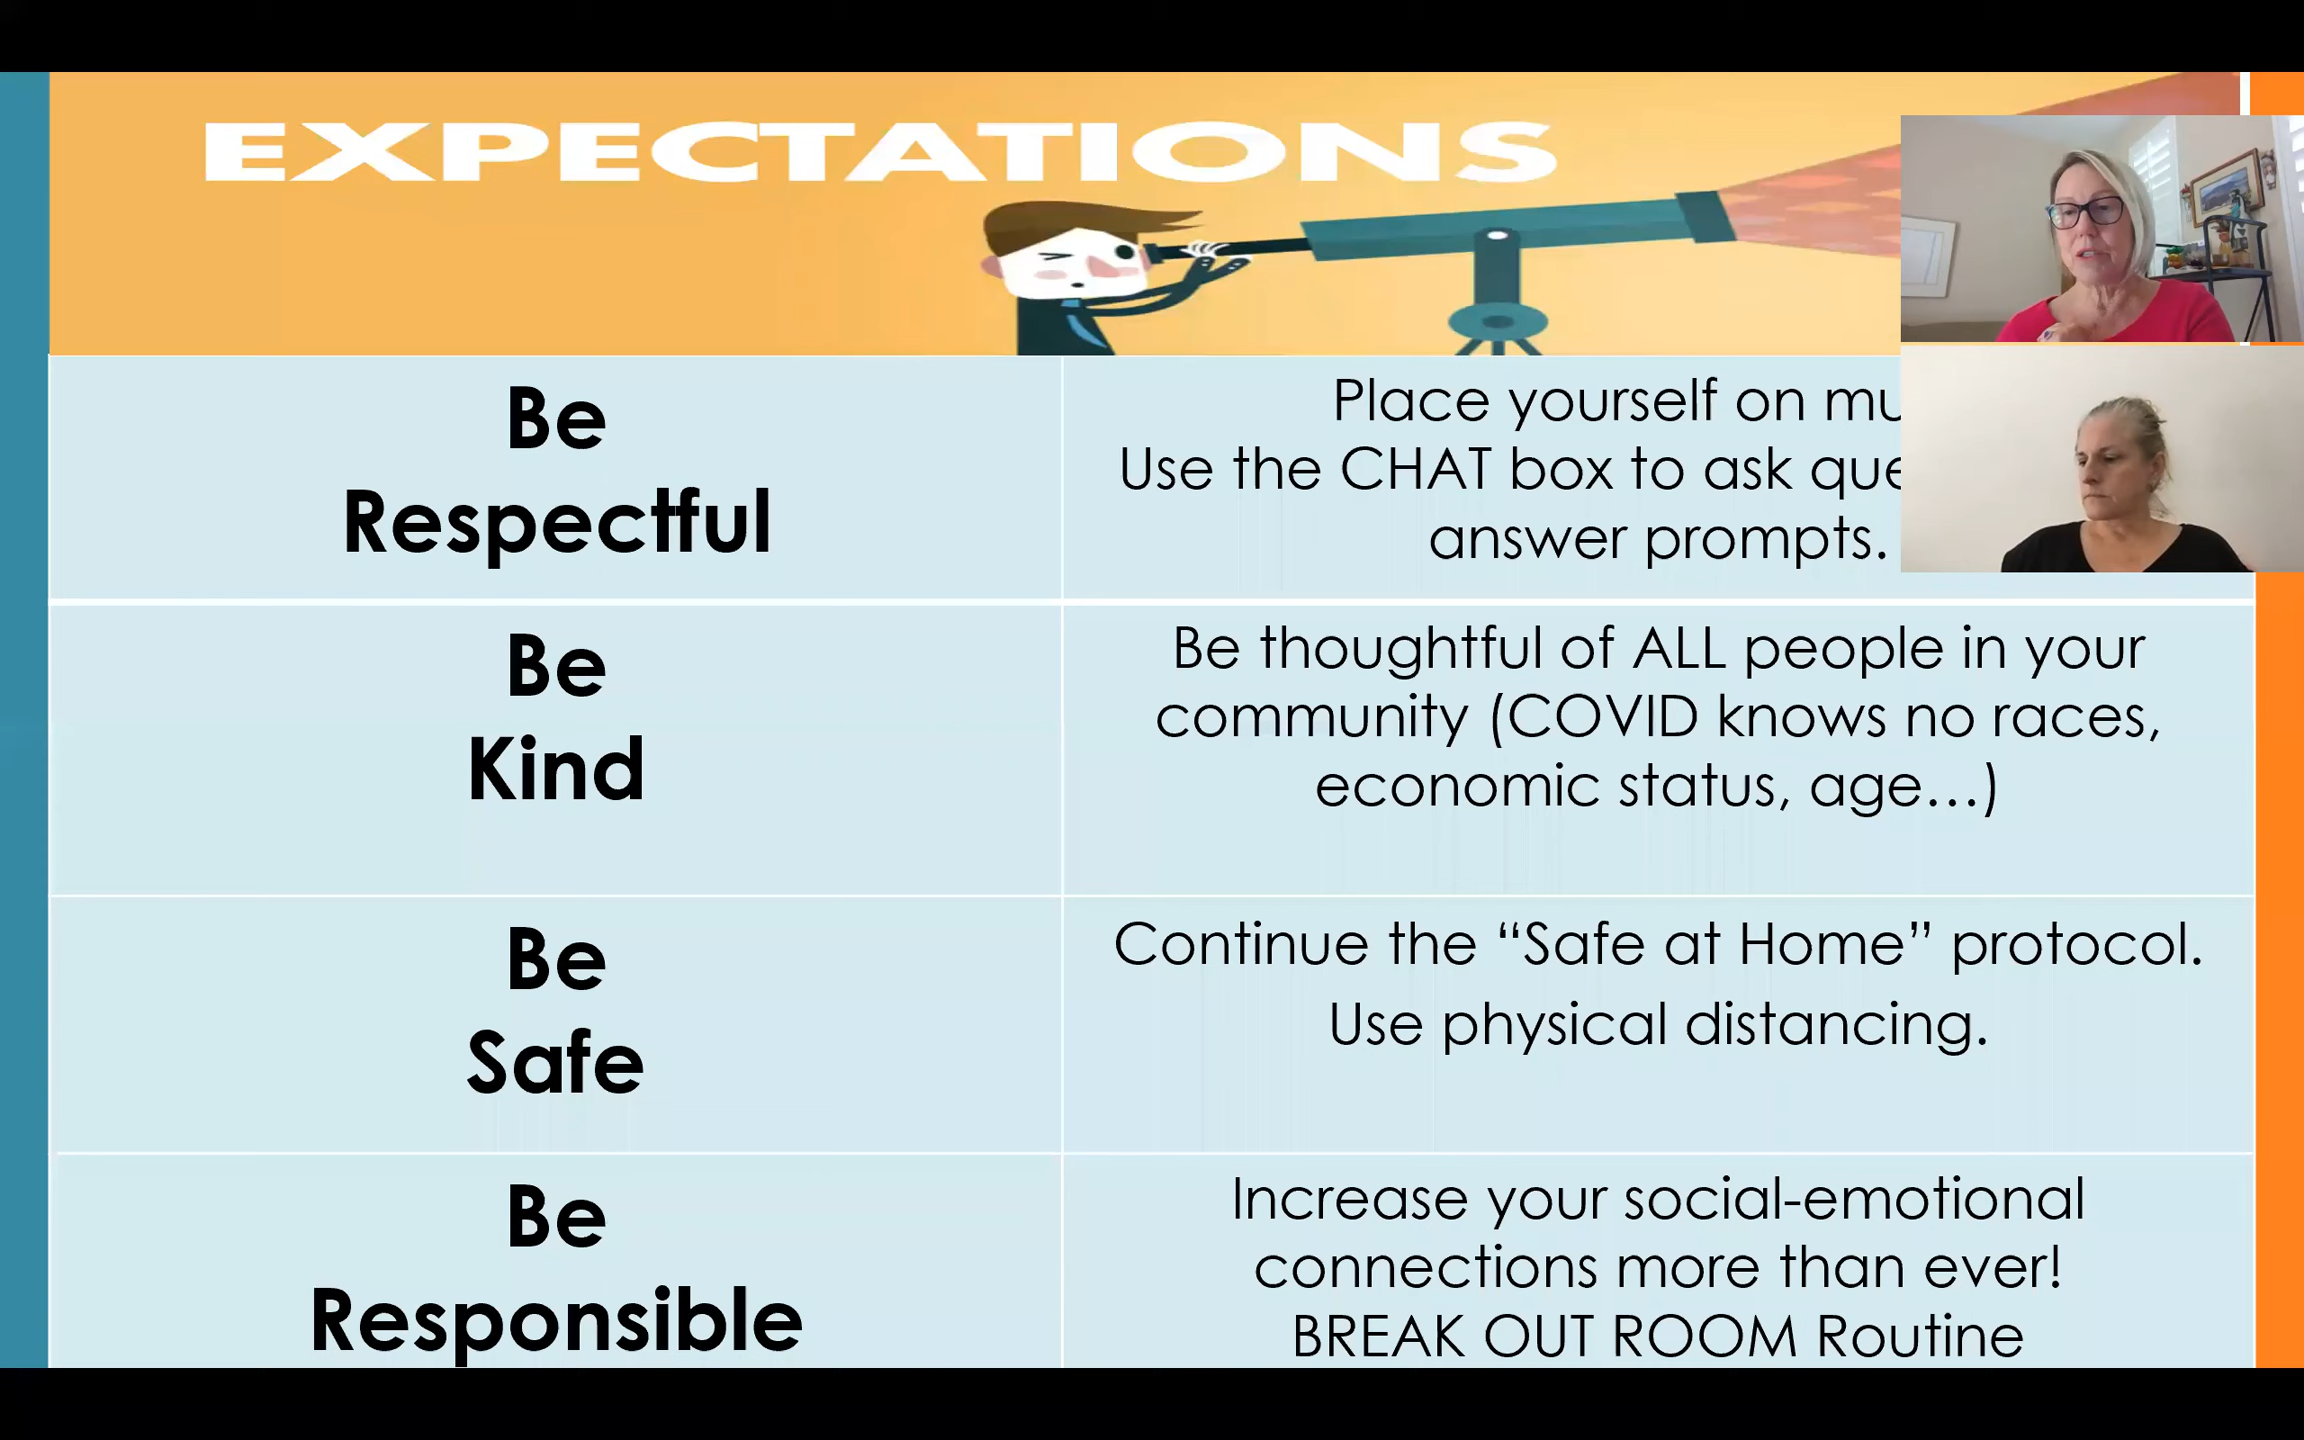 EXPECTATIONS
Be
Respectful
Place yourself on
Use the CHAT box to ask
answer prompts.
Be
Kind
Be thoughtful of ALL people in your
community (COVID knows no races,
economic status, age...)
Be
Safe
Continue the “Safe at Home” protocol.
Use physical distancing.
Be
Responsible
Increase your social-emotional
connections more than ever!
BREAK OUT ROOM Routine